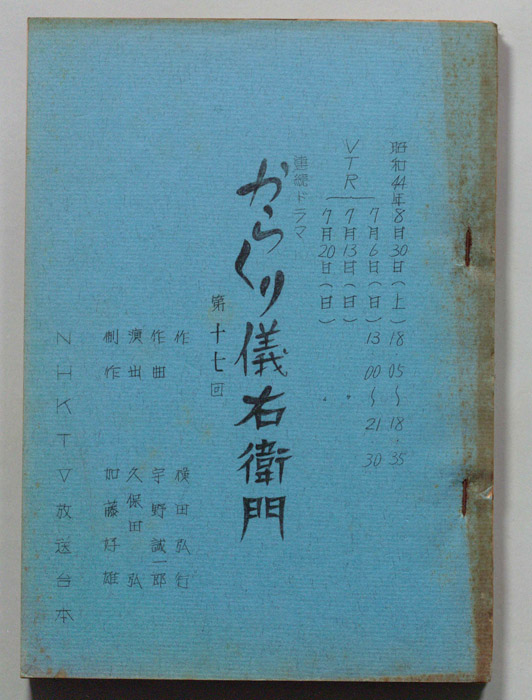 昭和44年8月30日(土) 18・05～18・35
VTR
7月6日(日) 13・00～21・30
7月13日(日) 〃
7月20日(日) 〃
連続ドラマ
からくり儀右衛門
第十七回
作 横田弘行
作曲 宇野誠一郎
演出 久保田弘
制作 加藤好雄
NHKTV放送台本